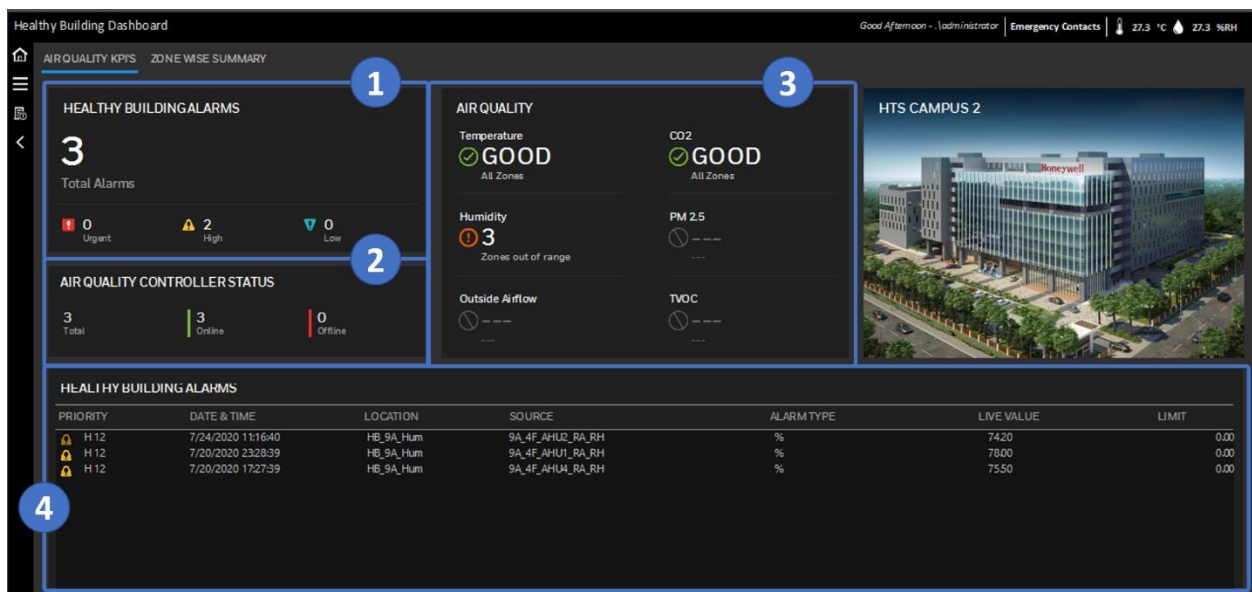 Healthy Building Dashboard
Good Afternoon - .\administrator | Emergency Contacts | 27.3 °C 27.3 %RH
AIR QUALITY KPI'S ZONE WISE SUMMARY
1
3
HEALTHY BUILDING ALARMS
3
Total Alarms
0 Urgent
2 High
0 Low
2
AIR QUALITY CONTROLLER STATUS
3 Total
3 Online
0 Offline
AIR QUALITY
Temperature
GOOD
All Zones
CO2
GOOD
All Zones
Humidity
3
Zones out of range
PM 2.5
---
---
Outside Airflow
---
---
TVOC
---
---
HTS CAMPUS 2
Honeywell
HEALTHY BUILDING ALARMS
PRIORITY DATE & TIME LOCATION SOURCE ALARM TYPE LIVE VALUE LIMIT
H 12 7/24/2020 11:16:40 HB_9A_Hum 9A_4F_AHU2_RA_RH % 74.20 0.00
H 12 7/20/2020 23:28:39 HB_9A_Hum 9A_4F_AHU1_RA_RH % 78.00 0.00
H 12 7/20/2020 17:27:39 HB_9A_Hum 9A_4F_AHU4_RA_RH % 75.50 0.00
4